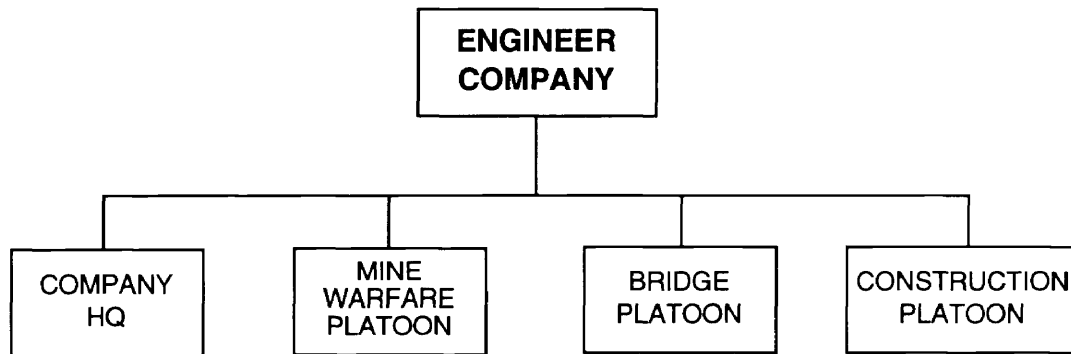 ENGINEER
COMPANY
COMPANY
HQ
MINE
WARFARE
PLATOON
BRIDGE
PLATOON
CONSTRUCTION
PLATOON